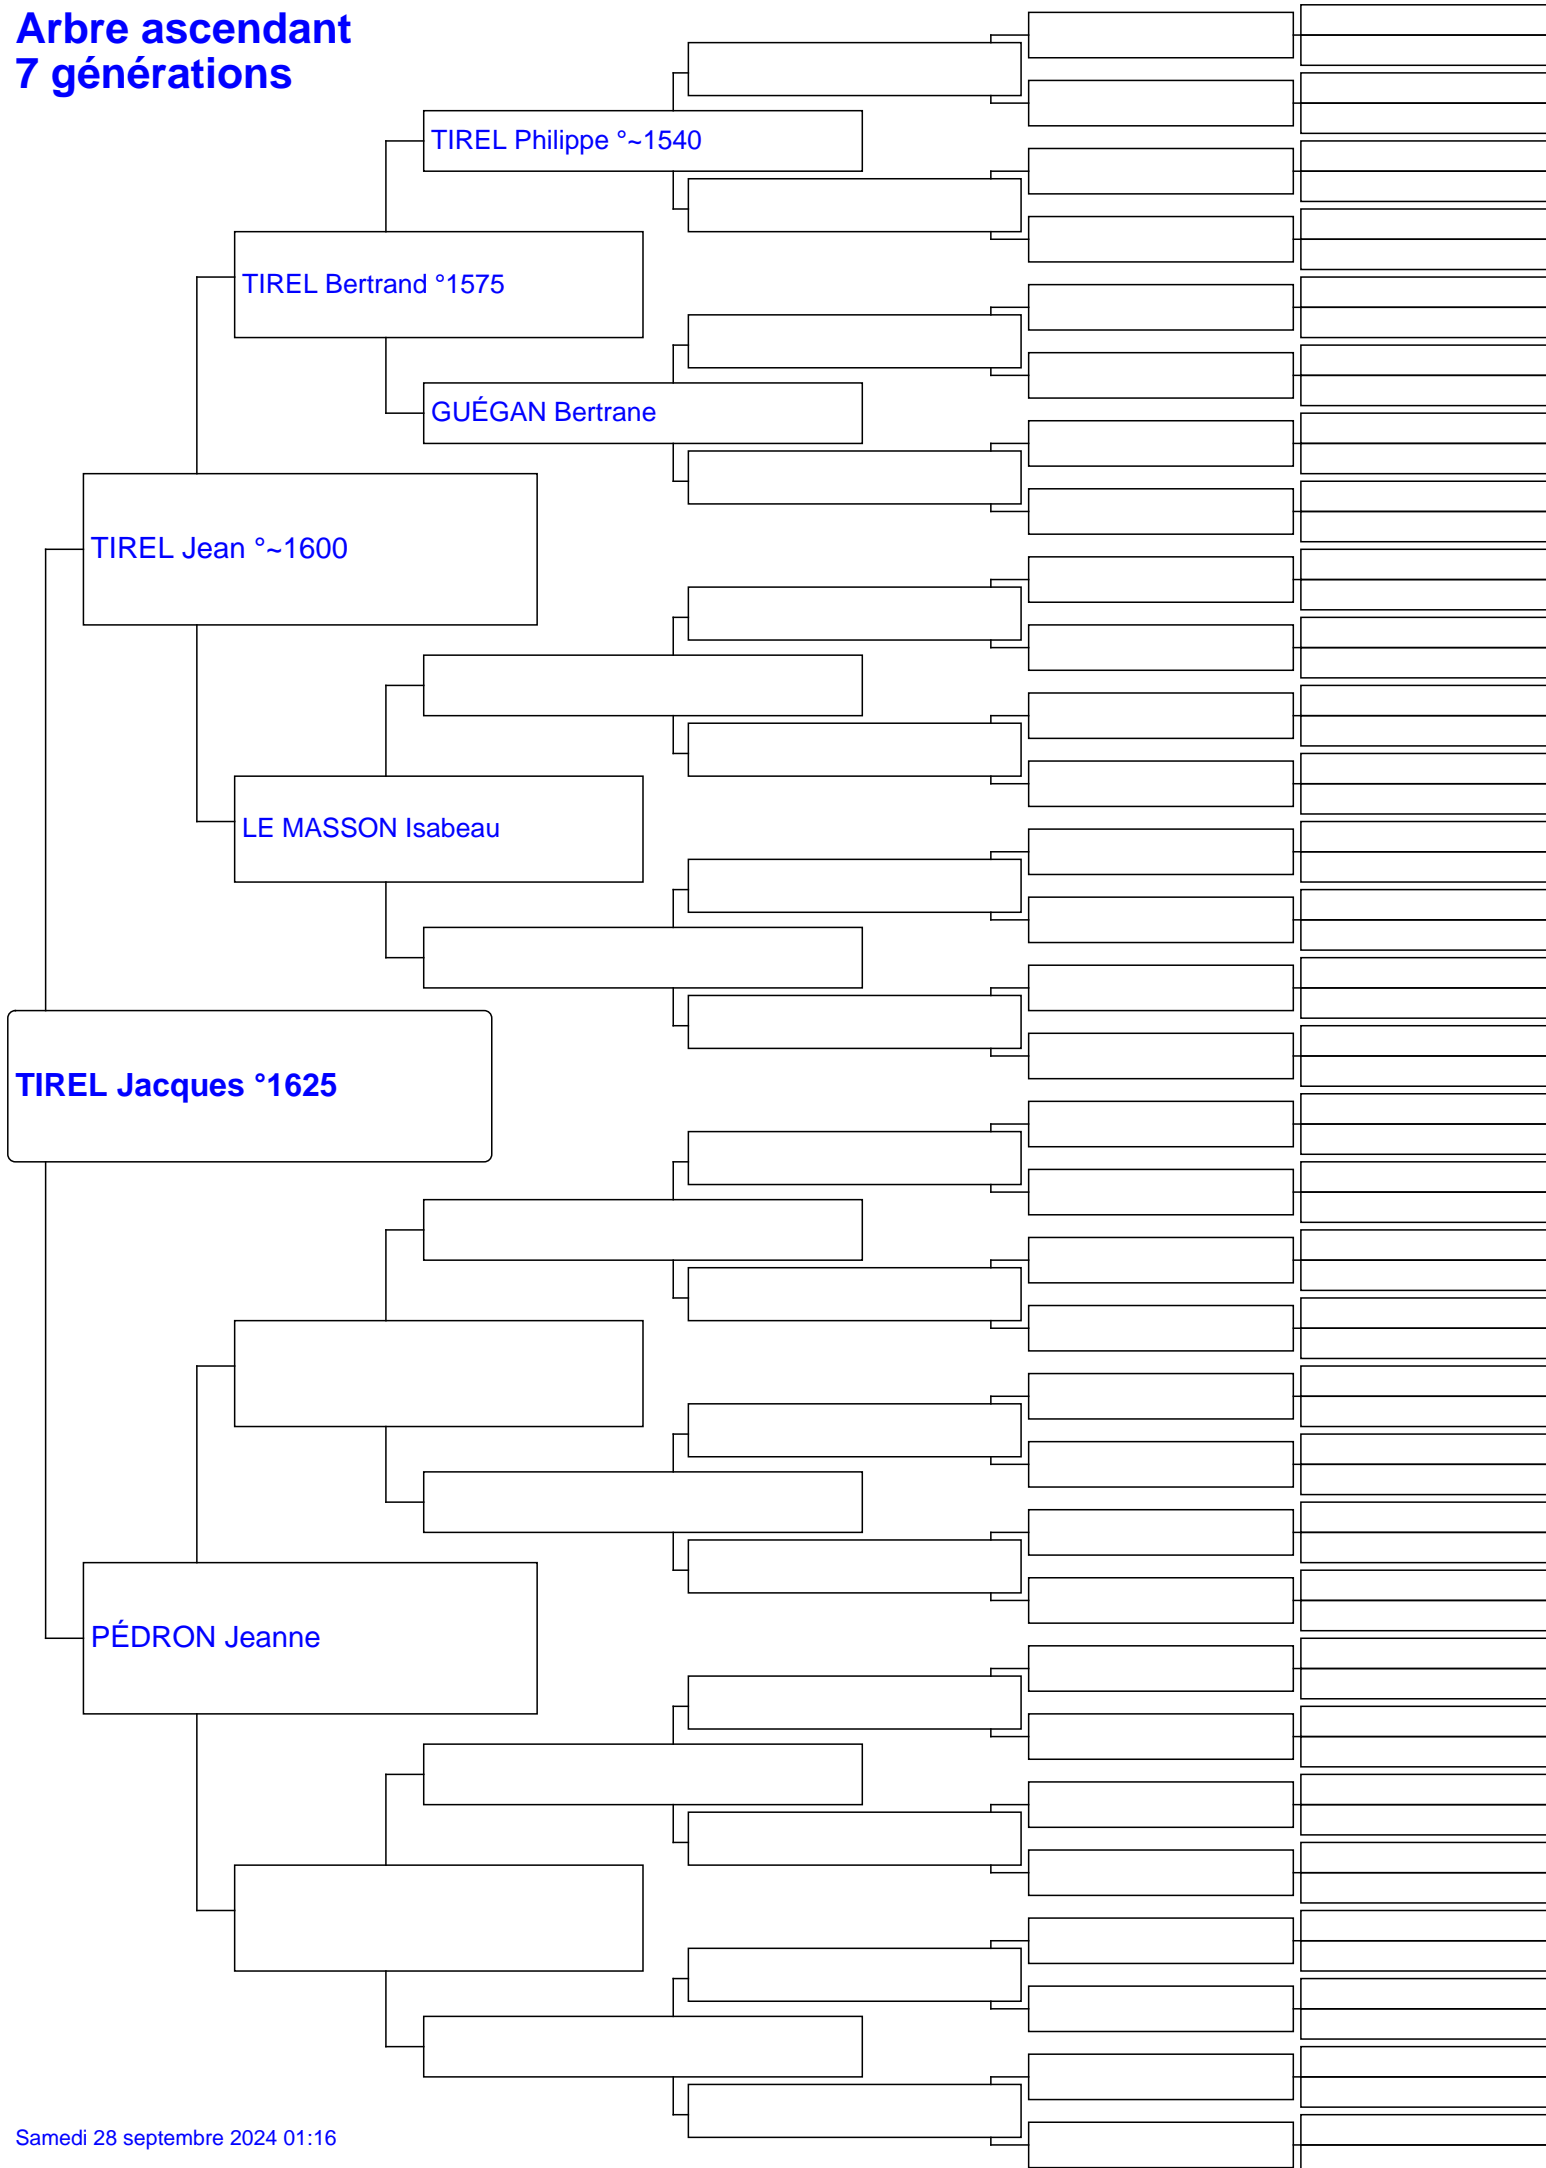 Arbre ascendant
7 générations
TIREL Philippe °~1540
TIREL Bertrand °1575
GUÉGAN Bertrane
TIREL Jean °~1600
LE MASSON Isabeau
TIREL Jacques °1625
PÉDRON Jeanne
Samedi 28 septembre 2024 01:16